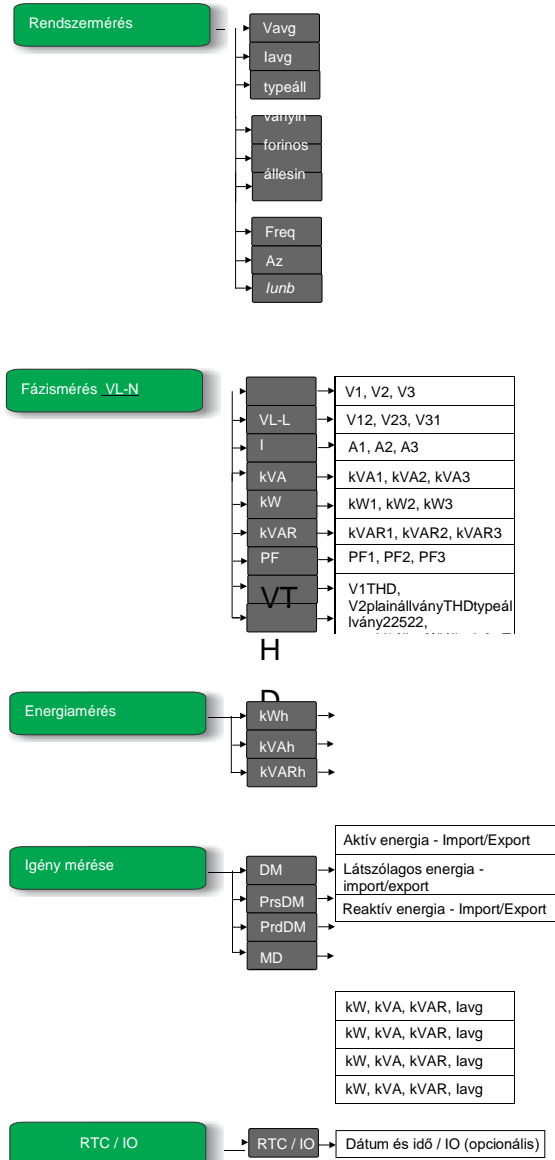 Rendszermérés
Vavg
Iavg
typeáll
ványin
forinos
állesin
Freq
Az
Iunb
Fázismérés VL-N
V1, V2, V3
VL-L
V12, V23, V31
I
A1, A2, A3
kVA
kVA1, kVA2, kVA3
kW
kW1, kW2, kW3
kVAR
kVAR1, kVAR2, kVAR3
PF
PF1, PF2, PF3
VT
H
D
V1THD,
V2plainállványTHDtypeál
lvány22522,
Energiamérés
kWh
kVAh
kVARh
Aktív energia - Import/Export
Látszólagos energia -
import/export
Reaktív energia - Import/Export
Igény mérése
DM
PrsDM
PrdDM
MD
kW, kVA, kVAR, Iavg
kW, kVA, kVAR, Iavg
kW, kVA, kVAR, Iavg
kW, kVA, kVAR, Iavg
RTC / IO
RTC / IO
Dátum és idő / IO (opcionális)